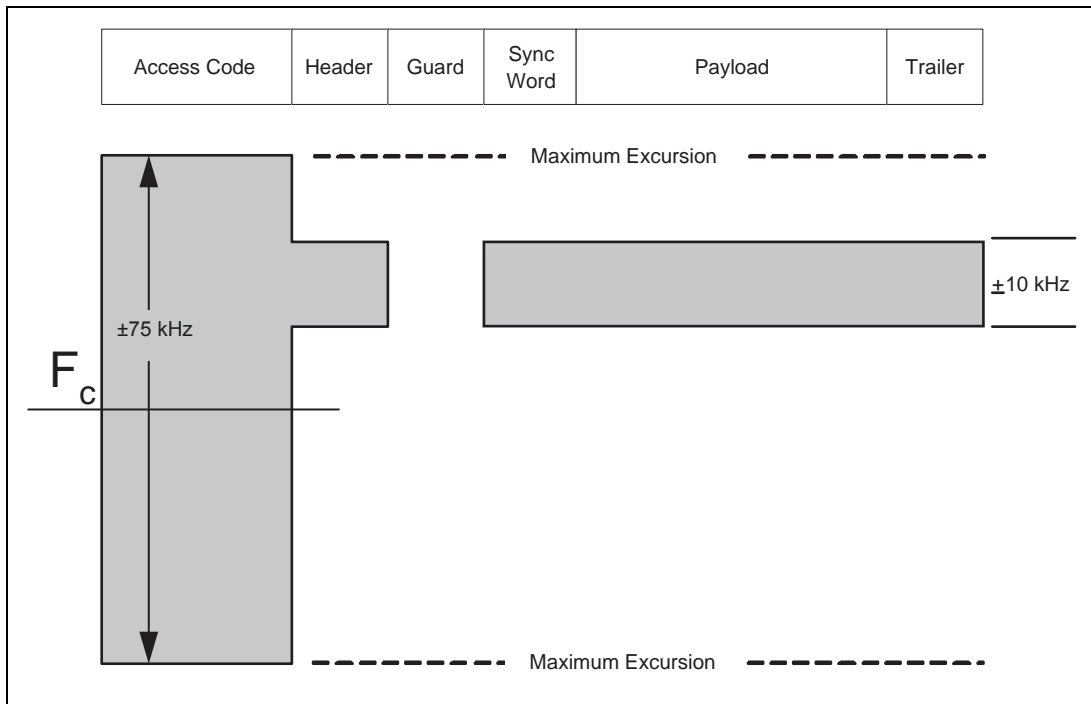 Access Code
Header
Guard
Sync
Word
Payload
Trailer
Maximum Excursion
±10 kHz
±75 kHz
Fc
Maximum Excursion